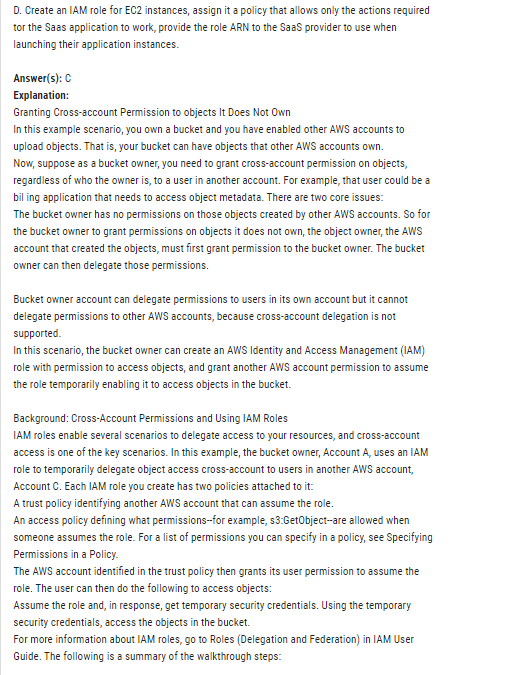 D. Create an IAM role for EC2 instances, assign it a policy that allows only the actions required
tor the Saas application to work, provide the role ARN to the SaaS provider to use when
launching their application instances.
Answer(s): C
Explanation:
Granting Cross-account Permission to objects It Does Not Own
In this example scenario, you own a bucket and you have enabled other AWS accounts to
upload objects. That is, your bucket can have objects that other AWS accounts own.
Now, suppose as a bucket owner, you need to grant cross-account permission on objects,
regardless of who the owner is, to a user in another account. For example, that user could be a
bil ing application that needs to access object metadata. There are two core issues:
The bucket owner has no permissions on those objects created by other AWS accounts. So for
the bucket owner to grant permissions on objects it does not own, the object owner, the AWS
account that created the objects, must first grant permission to the bucket owner. The bucket
owner can then delegate those permissions.
Bucket owner account can delegate permissions to users in its own account but it cannot
delegate permissions to other AWS accounts, because cross-account delegation is not
supported.
In this scenario, the bucket owner can create an AWS Identity and Access Management (IAM)
role with permission to access objects, and grant another AWS account permission to assume
the role temporarily enabling it to access objects in the bucket.
Background: Cross-Account Permissions and Using IAM Roles
IAM roles enable several scenarios to delegate access to your resources, and cross-account
access is one of the key scenarios. In this example, the bucket owner, Account A, uses an IAM
role to temporarily delegate object access cross-account to users in another AWS account,
Account C. Each IAM role you create has two policies attached to it:
A trust policy identifying another AWS account that can assume the role.
An access policy defining what permissions--for example, s3:GetObject--are allowed when
someone assumes the role. For a list of permissions you can specify in a policy, see Specifying
Permissions in a Policy.
The AWS account identified in the trust policy then grants its user permission to assume the
role. The user can then do the following to access objects:
Assume the role and, in response, get temporary security credentials. Using the temporary
security credentials, access the objects in the bucket.
For more information about IAM roles, go to Roles (Delegation and Federation) in IAM User
Guide. The following is a summary of the walkthrough steps: